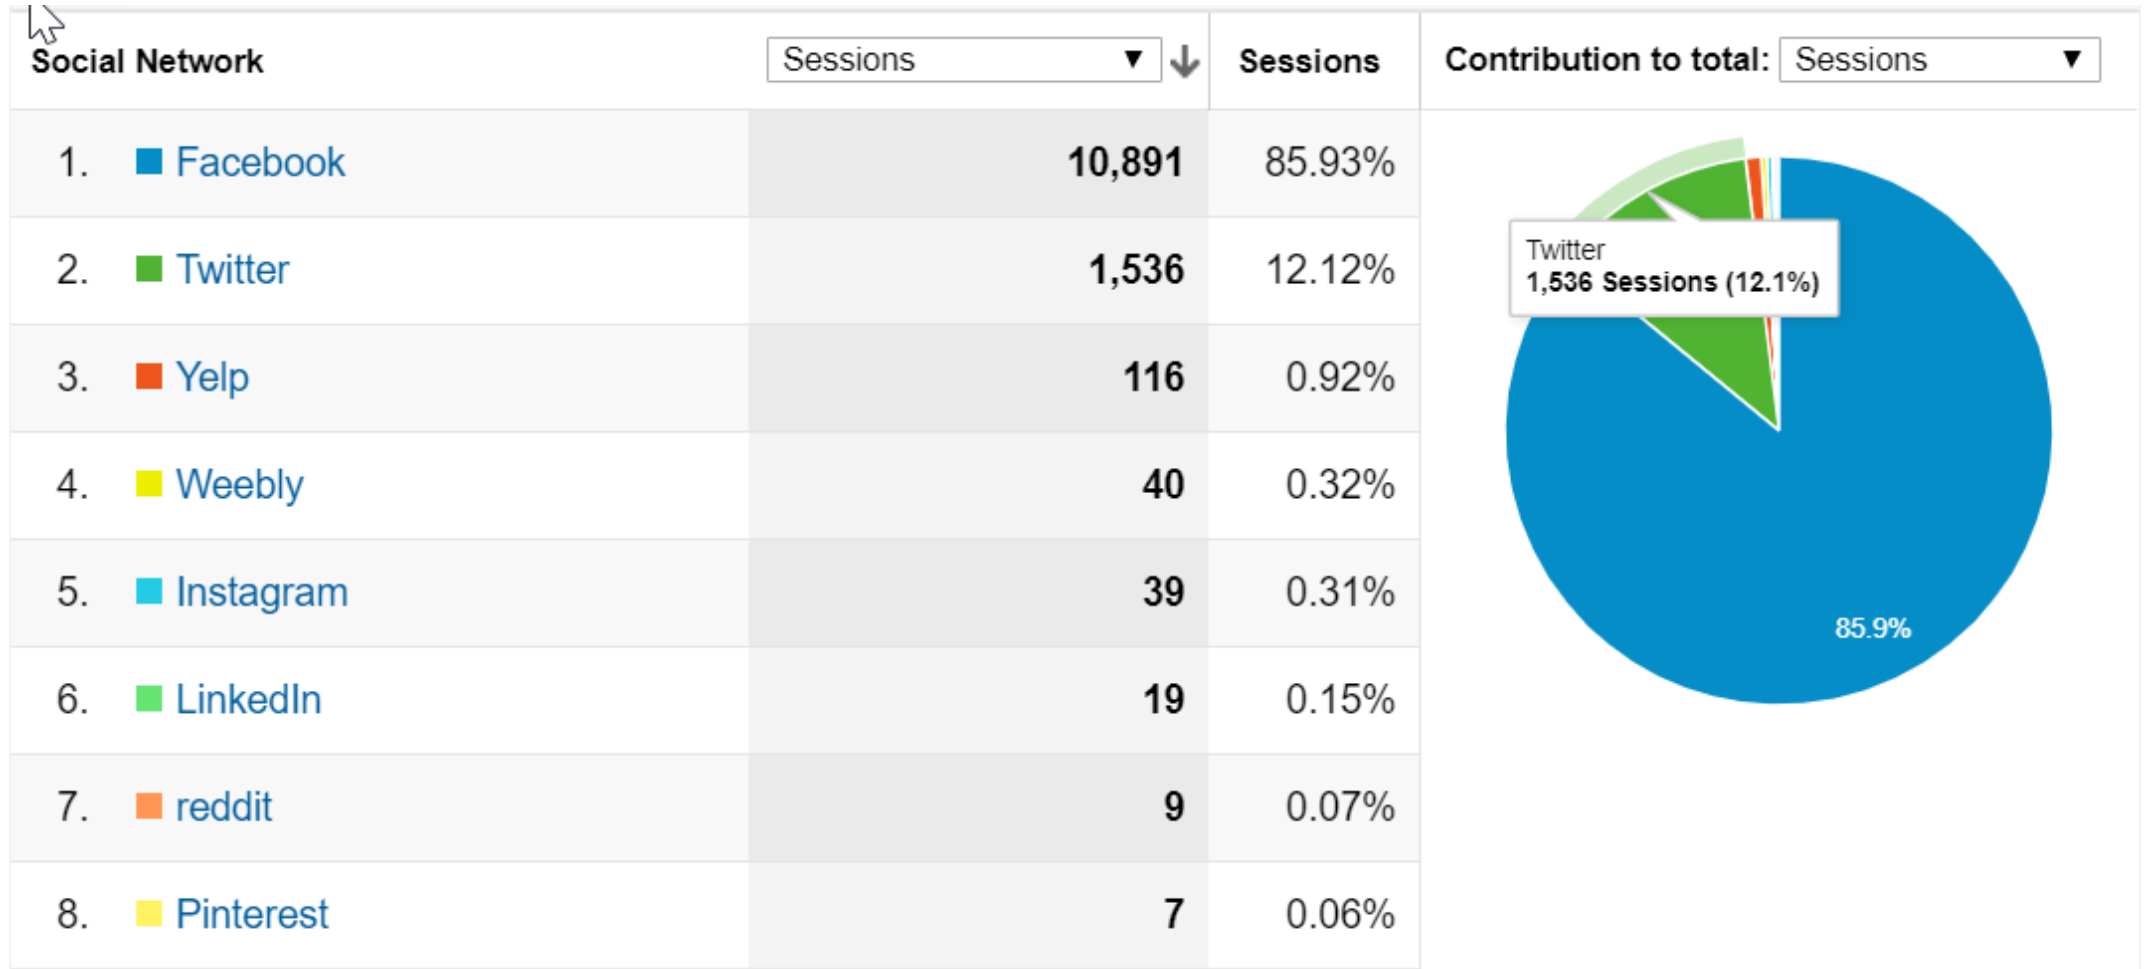 Social Network Sessions Sessions Contribution to total: Sessions
1. Facebook 10,891 85.93%
2. Twitter 1,536 12.12%
3. Yelp 116 0.92%
4. Weebly 40 0.32%
5. Instagram 39 0.31%
6. LinkedIn 19 0.15%
7. reddit 9 0.07%
8. Pinterest 7 0.06%
Twitter
1,536 Sessions (12.1%)
85.9%